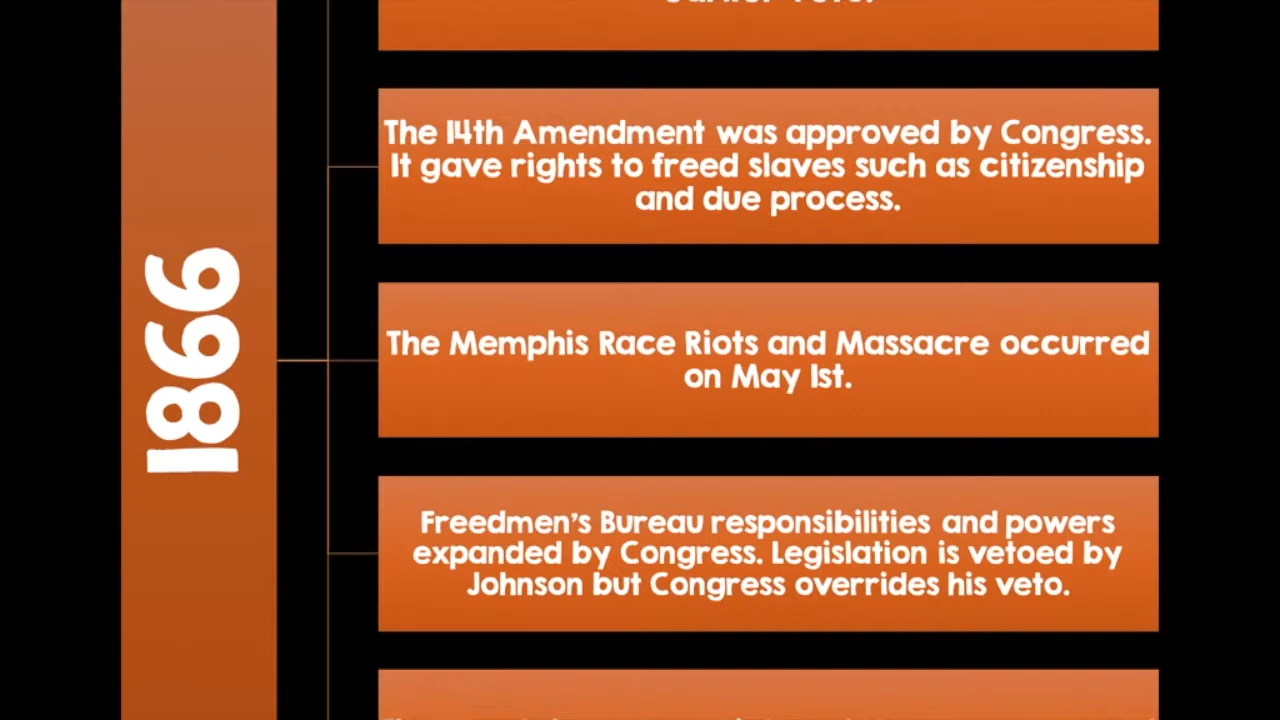 1866
The 14th Amendment was approved by Congress.
It gave rights to freed slaves such as citizenship
and due process.
The Memphis Race Riots and Massacre occurred
on May 1st.
Freedmen's Bureau responsibilities and powers
expanded by Congress. Legislation is vetoed by
Johnson but Congress overrides his veto.